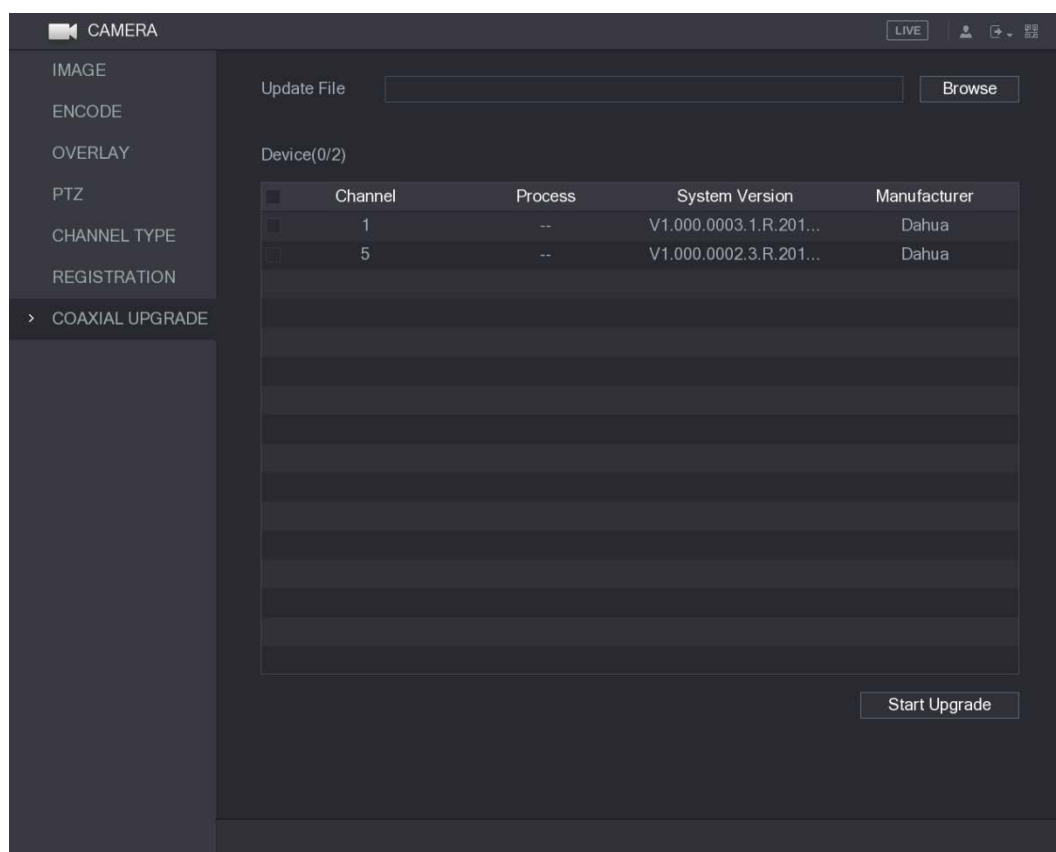 CAMERA
LIVE
IMAGE
ENCODE
OVERLAY
PTZ
CHANNEL TYPE
REGISTRATION
> COAXIAL UPGRADE
Update File
Browse
Device(0/2)
Channel Process System Version Manufacturer
1 -- V1.000.0003.1.R.201... Dahua
5 -- V1.000.0002.3.R.201... Dahua
Start Upgrade